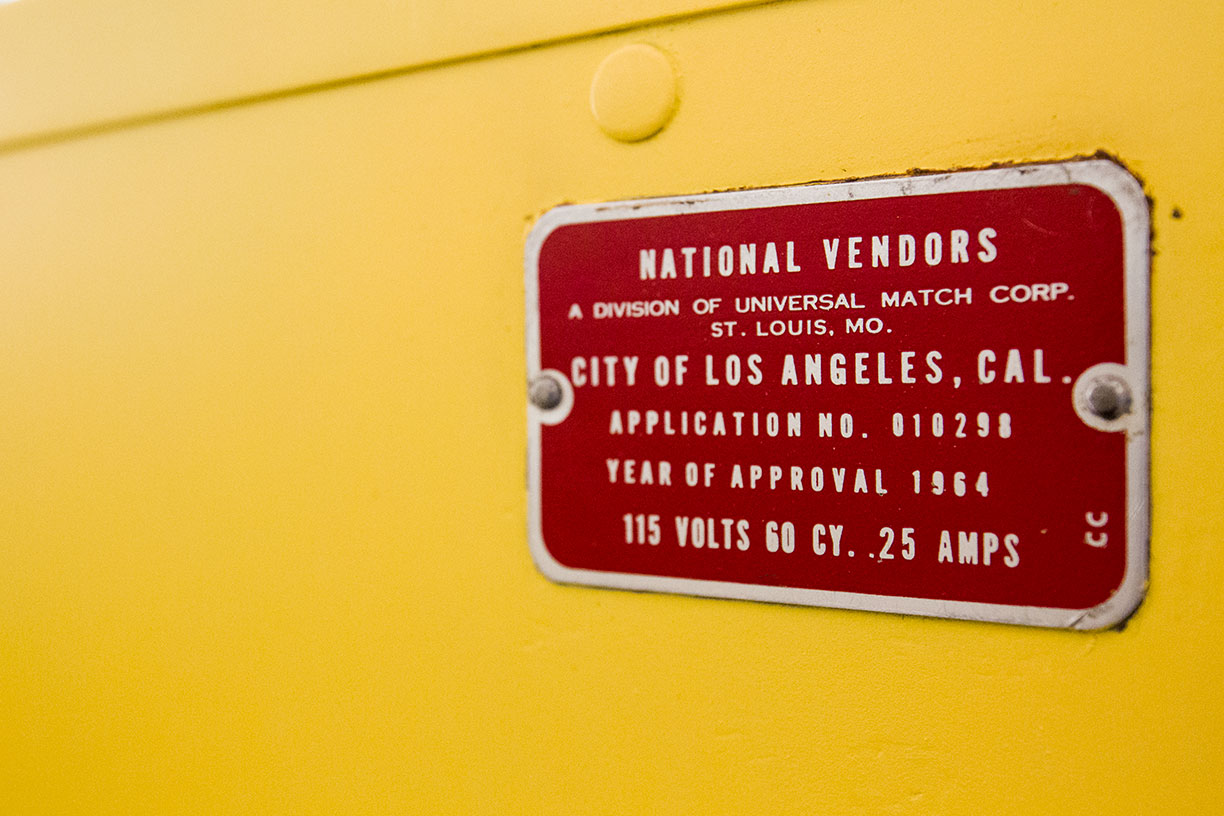 NATIONAL VENDORS
A DIVISION OF UNIVERSAL MATCH CORP.
ST. LOUIS, MO.
CITY OF LOS ANGELES, CAL.
APPLICATION NO. 010298
YEAR OF APPROVAL 1964
115 VOLTS 60 CY. .25 AMPS
CC